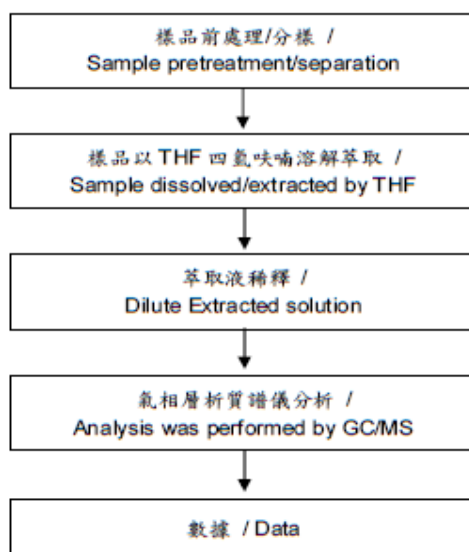 樣品前處理/分樣 /
Sample pretreatment/separation
樣品以 THF 四氫呋喃溶解萃取 /
Sample dissolved/extracted by THF
萃取液稀釋 /
Dilute Extracted solution
氣相層析質譜儀分析 /
Analysis was performed by GC/MS
數據 / Data